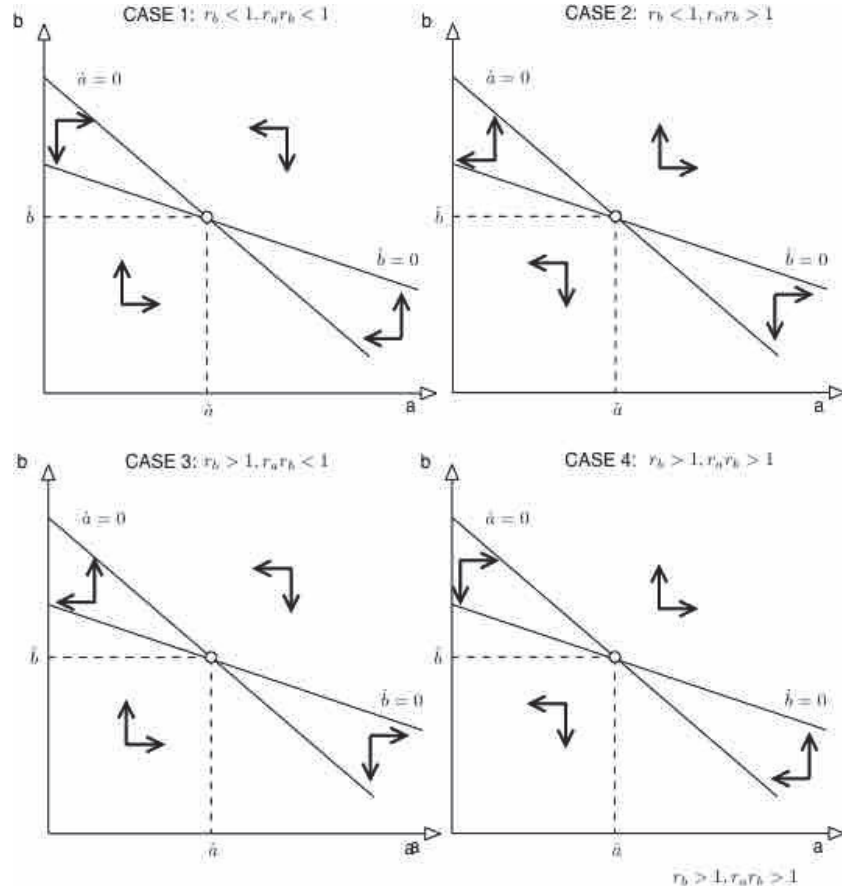 b CASE 1: r_b < 1, r_a r_b < 1
ȧ = 0
b̂
ḃ = 0
â a
b CASE 2: r_b < 1, r_a r_b > 1
ȧ = 0
b̂
ḃ = 0
â a
b CASE 3: r_b > 1, r_a r_b < 1
ȧ = 0
b̂
ḃ = 0
â aa
b CASE 4: r_b > 1, r_a r_b > 1
ȧ = 0
b̂
ḃ = 0
â a
r_b > 1, r_a r_b > 1